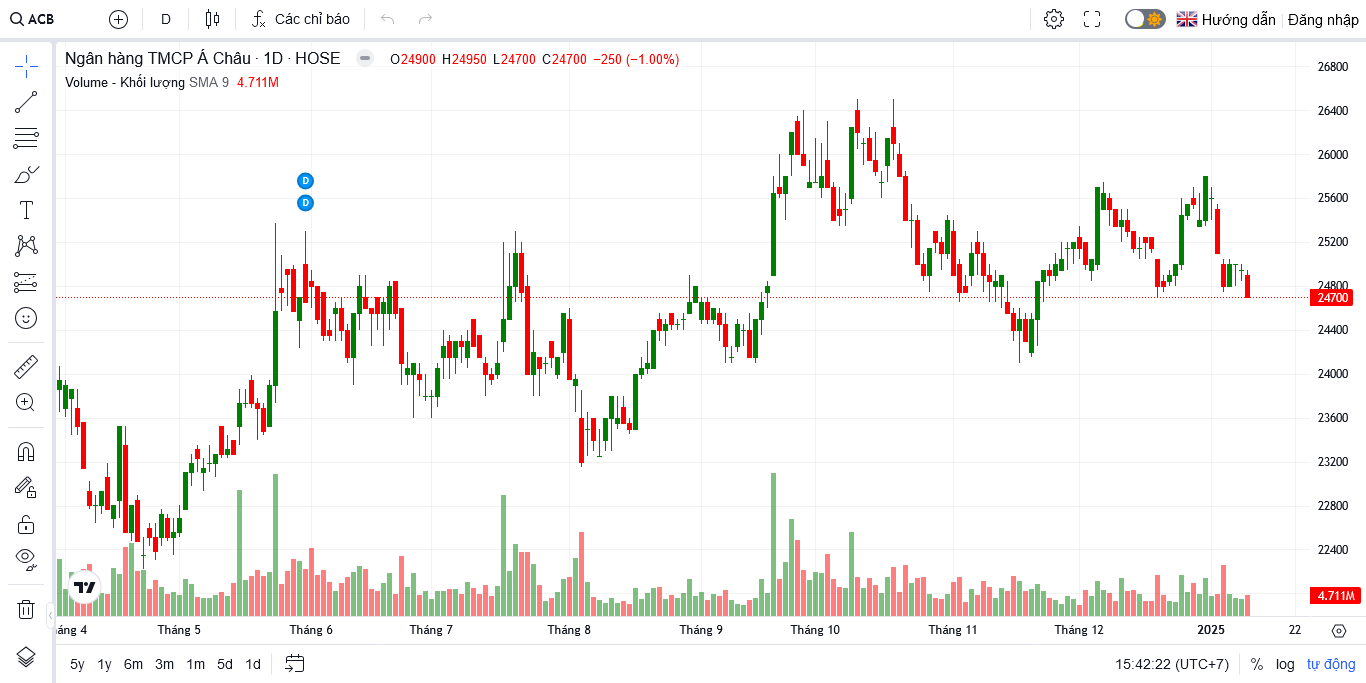 ACB
D
Các chỉ báo
Hướng dẫn
Đăng nhập
Ngân hàng TMCP Á Châu · 1D · HOSE
O24900 H24950 L24700 C24700 −250 (−1.00%)
Volume - Khối lượng SMA 9 4.711M
D
D
26800
26400
26000
25600
25200
24800
24700
24400
24000
23600
23200
22800
22400
4.711M
áng 4
Tháng 5
Tháng 6
Tháng 7
Tháng 8
Tháng 9
Tháng 10
Tháng 11
Tháng 12
2025
22
5y 1y 6m 3m 1m 5d 1d
15:42:22 (UTC+7)
% log tự động